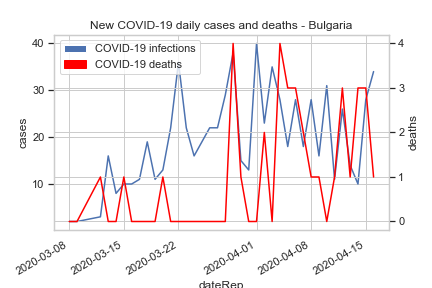 New COVID-19 daily cases and deaths - Bulgaria
COVID-19 infections
COVID-19 deaths
cases
40
30
20
10
deaths
4
3
2
1
0
2020-03-08
2020-03-15
2020-03-22
2020-04-01
2020-04-08
2020-04-15
dateRep